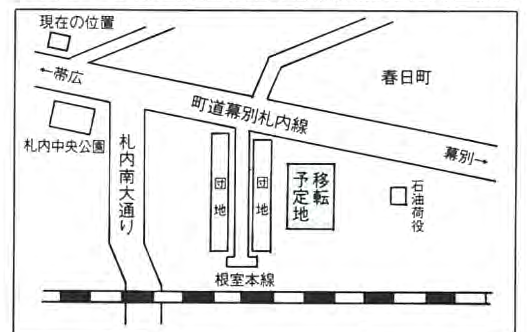 現在の位置
←帯広
春日町
町道幕別札内線
札内中央公園
札内南大通り
幕別→
団地
団地
移転
予定地
石油荷役
根室本線